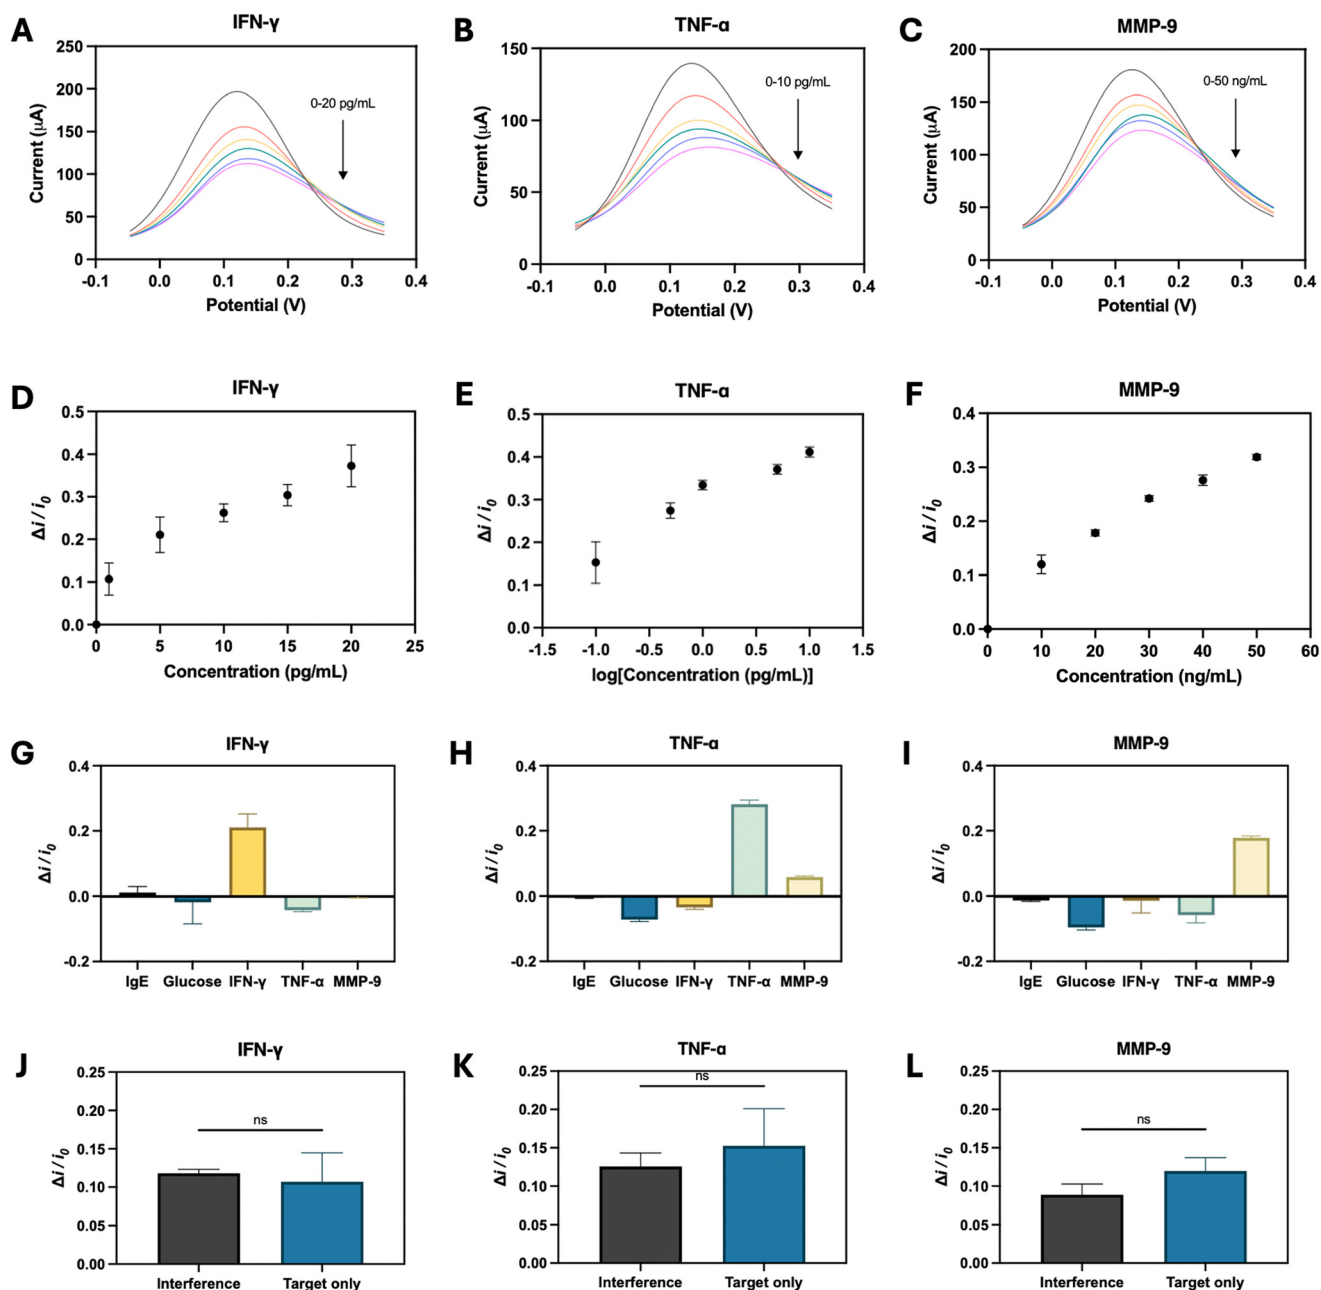 A
IFN-γ
250
200
150
100
50
0
Current (μA)
0-20 pg/mL
-0.1
0.0
0.1
0.2
0.3
0.4
Potential (V)
B
TNF-α
150
100
50
0
Current (μA)
0-10 pg/mL
-0.1
0.0
0.1
0.2
0.3
0.4
Potential (V)
C
MMP-9
200
150
100
50
0
Current (μA)
0-50 ng/mL
-0.1
0.0
0.1
0.2
0.3
0.4
Potential (V)
D
IFN-γ
0.5
0.4
0.3
0.2
0.1
0.0
Δi / i0
0
5
10
15
20
25
Concentration (pg/mL)
E
TNF-α
0.5
0.4
0.3
0.2
0.1
0.0
Δi / i0
-1.5
-1.0
-0.5
0.0
0.5
1.0
1.5
log[Concentration (pg/mL)]
F
MMP-9
0.4
0.3
0.2
0.1
0.0
Δi / i0
0
10
20
30
40
50
60
Concentration (ng/mL)
G
IFN-γ
0.4
0.2
0.0
-0.2
Δi / i0
IgE
Glucose
IFN-γ
TNF-α
MMP-9
H
TNF-α
0.4
0.2
0.0
-0.2
Δi / i0
IgE
Glucose
IFN-γ
TNF-α
MMP-9
I
MMP-9
0.4
0.2
0.0
-0.2
Δi / i0
IgE
Glucose
IFN-γ
TNF-α
MMP-9
J
IFN-γ
0.25
0.20
0.15
0.10
0.05
0.00
Δi / i0
ns
Interference
Target only
K
TNF-α
0.25
0.20
0.15
0.10
0.05
0.00
Δi / i0
ns
Interference
Target only
L
MMP-9
0.25
0.20
0.15
0.10
0.05
0.00
Δi / i0
ns
Interference
Target only